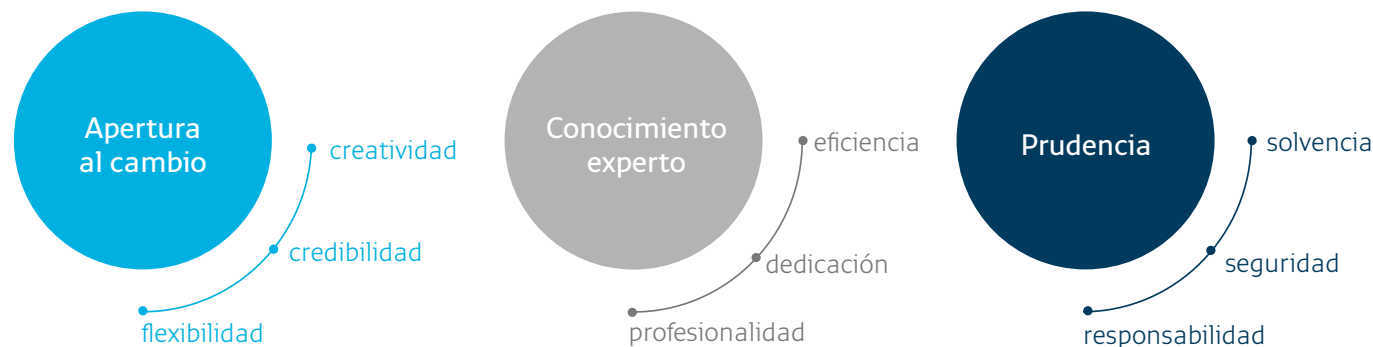 Apertura
al cambio
creatividad
credibilidad
flexibilidad
Conocimiento
experto
eficiencia
dedicación
profesionalidad
Prudencia
solvencia
seguridad
responsabilidad